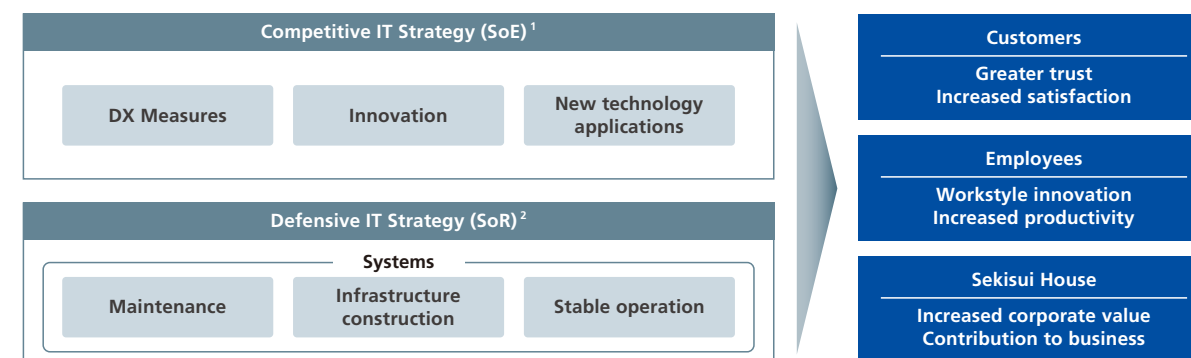 Competitive IT Strategy (SoE) 1
DX Measures
Innovation
New technology
applications
Defensive IT Strategy (SoR) 2
Systems
Maintenance
Infrastructure
construction
Stable operation
Customers
Greater trust
Increased satisfaction
Employees
Workstyle innovation
Increased productivity
Sekisui House
Increased corporate value
Contribution to business